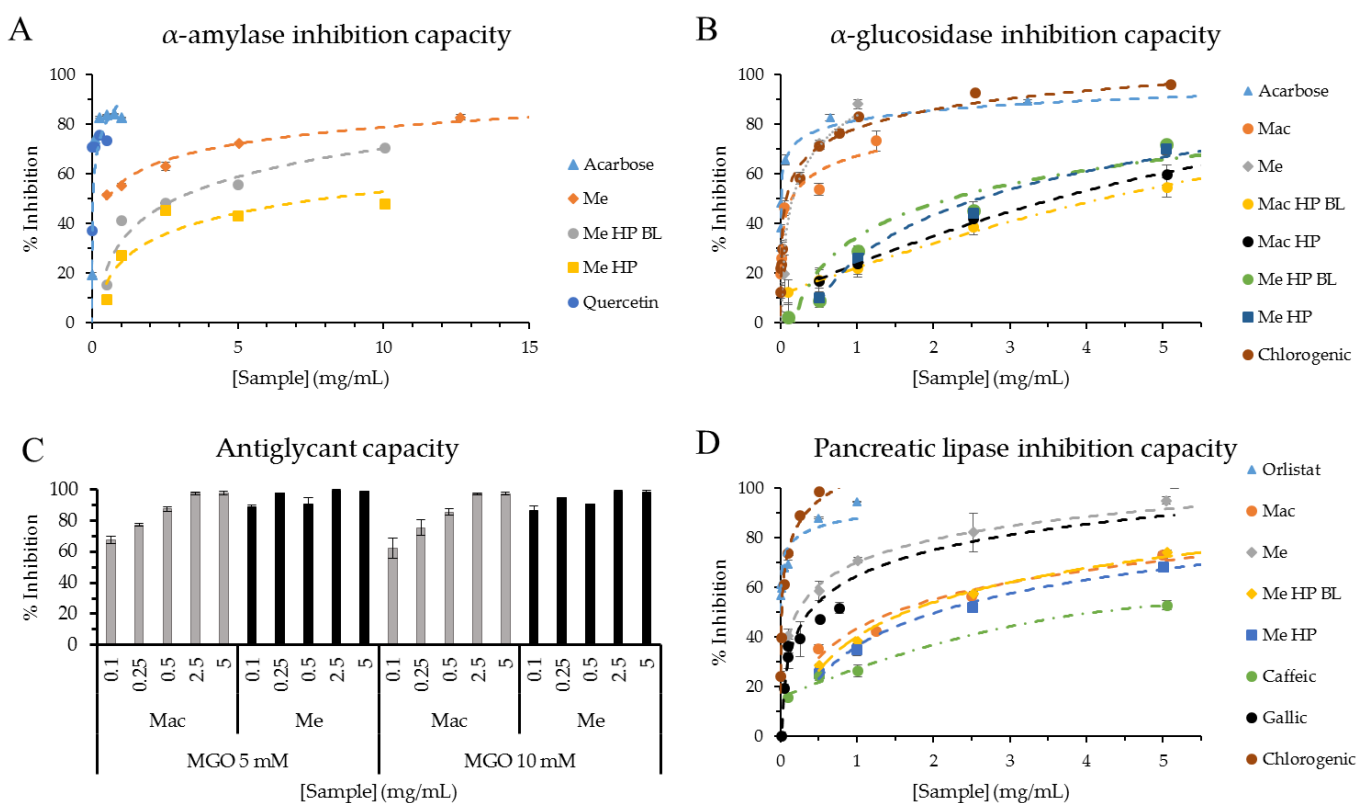 A
α-amylase inhibition capacity
% Inhibition
100
80
60
40
20
0
0
5
10
15
[Sample] (mg/mL)
Acarbose
Me
Me HP BL
Me HP
Quercetin
B
α-glucosidase inhibition capacity
% Inhibition
100
80
60
40
20
0
0
1
2
3
4
5
[Sample] (mg/mL)
Acarbose
Mac
Me
Mac HP BL
Mac HP
Me HP BL
Me HP
Chlorogenic
C
Antiglycant capacity
% Inhibition
100
80
60
40
20
0
0.1 0.25 0.5 2.5 5 0.1 0.25 0.5 2.5 5 0.1 0.25 0.5 2.5 5 0.1 0.25 0.5 2.5 5
Mac Me Mac Me
MGO 5 mM MGO 10 mM
[Sample] (mg/mL)
D
Pancreatic lipase inhibition capacity
% Inhibition
100
80
60
40
20
0
0
1
2
3
4
5
[Sample] (mg/mL)
Orlistat
Mac
Me
Me HP BL
Me HP
Caffeic
Gallic
Chlorogenic